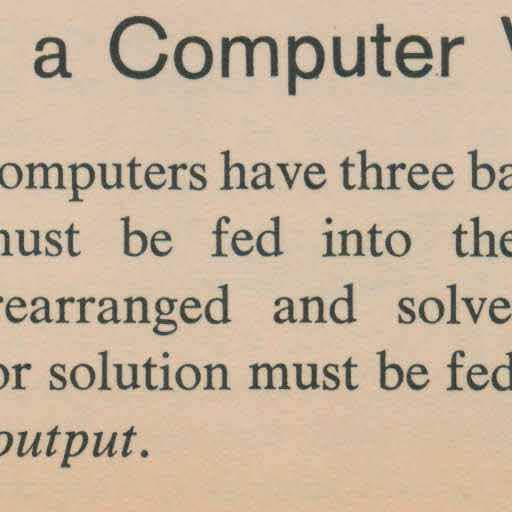 a Computer
omputers have three ba
nust be fed into the
rearranged and solve
or solution must be fed
output.